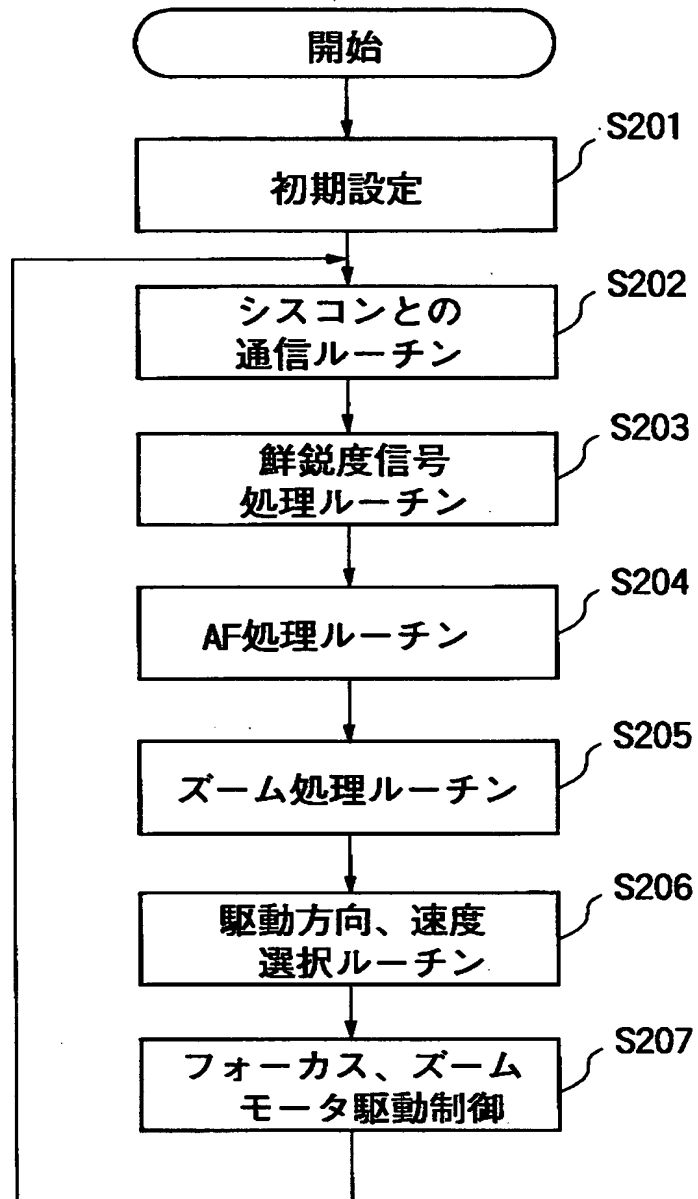 開始
S201
初期設定
S202
シスコンとの
通信ルーチン
S203
鮮鋭度信号
処理ルーチン
S204
AF処理ルーチン
S205
ズーム処理ルーチン
S206
駆動方向、速度
選択ルーチン
S207
フォーカス、ズーム
モータ駆動制御